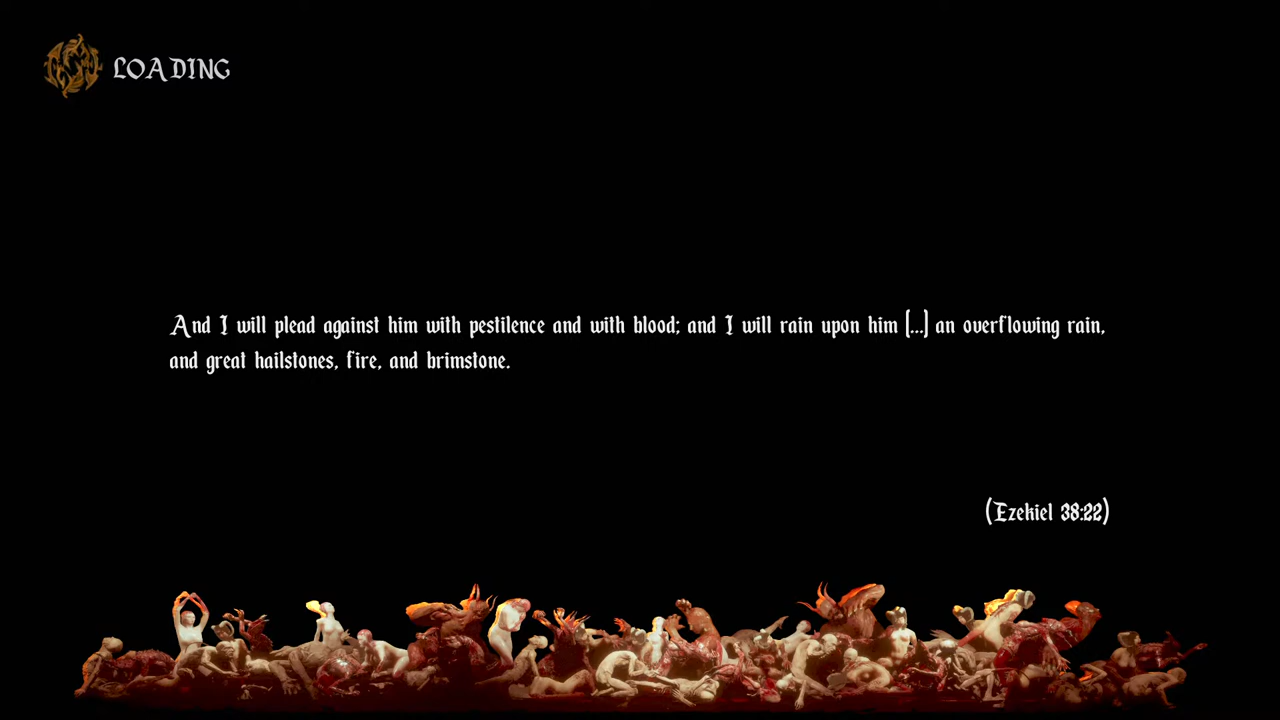 LOADING
And I will plead against him with pestilence and with blood; and I will rain upon him [...] an overflowing rain,
and great hailstones, fire, and brimstone.
(Ezekiel 38:22)